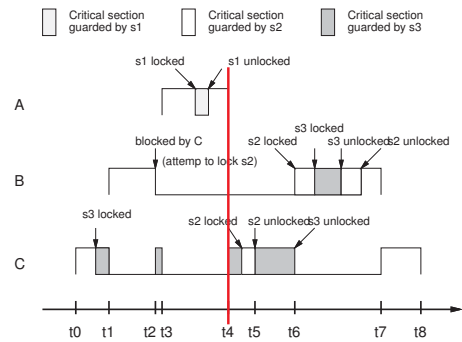 Critical section
guarded by s1
Critical section
guarded by s2
Critical section
guarded by s3
s1 locked
s1 unlocked
A
blocked by C
(attemp to lock s2)
s2 locked
s3 locked
s3 unlocked
s2 unlocked
B
s3 locked
s2 locked
s2 unlocked
s3 unlocked
C
t0 t1 t2 t3 t4 t5 t6 t7 t8